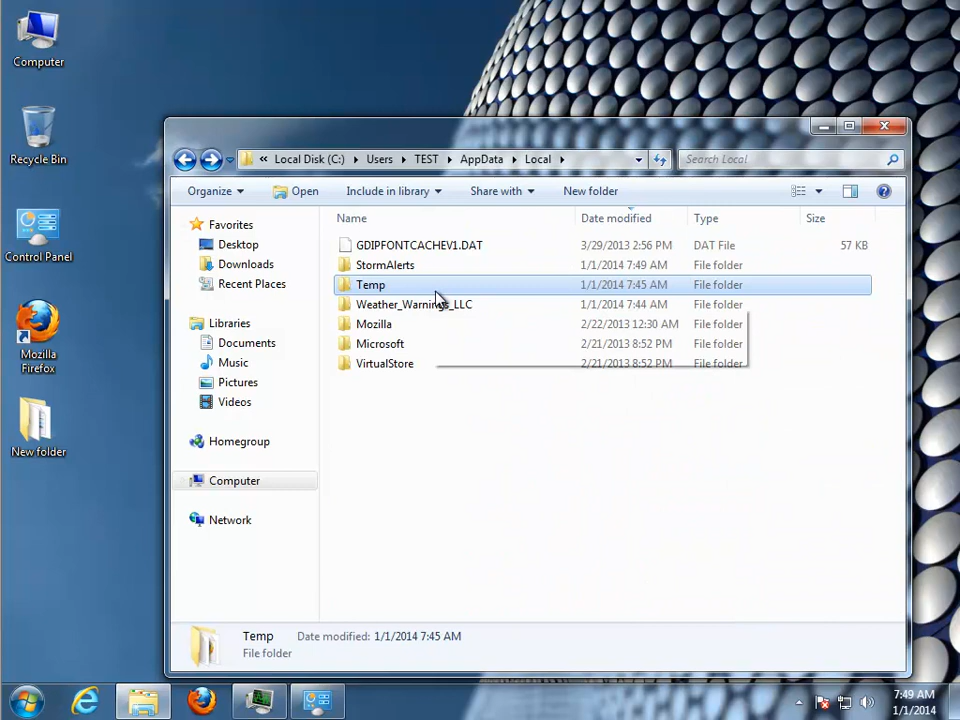 Computer
Recycle Bin
Control Panel
Mozilla
Firefox
New folder
« Local Disk (C:) Users TEST AppData Local
Search Local
Organize Open Include in library Share with New folder
Favorites
Desktop
Downloads
Recent Places
Libraries
Documents
Music
Pictures
Videos
Homegroup
Computer
Network
Name Date modified Type Size
GDIPFONTCACHEV1.DAT 3/29/2013 2:56 PM DAT File 57 KB
StormAlerts 1/1/2014 7:49 AM File folder
Temp 1/1/2014 7:45 AM File folder
Weather_Warnings_LLC 1/1/2014 7:44 AM File folder
Mozilla 2/22/2013 12:30 AM File folder
Microsoft 2/21/2013 8:52 PM File folder
VirtualStore 2/21/2013 8:52 PM File folder
Temp Date modified: 1/1/2014 7:45 AM
File folder
7:49 AM
1/1/2014